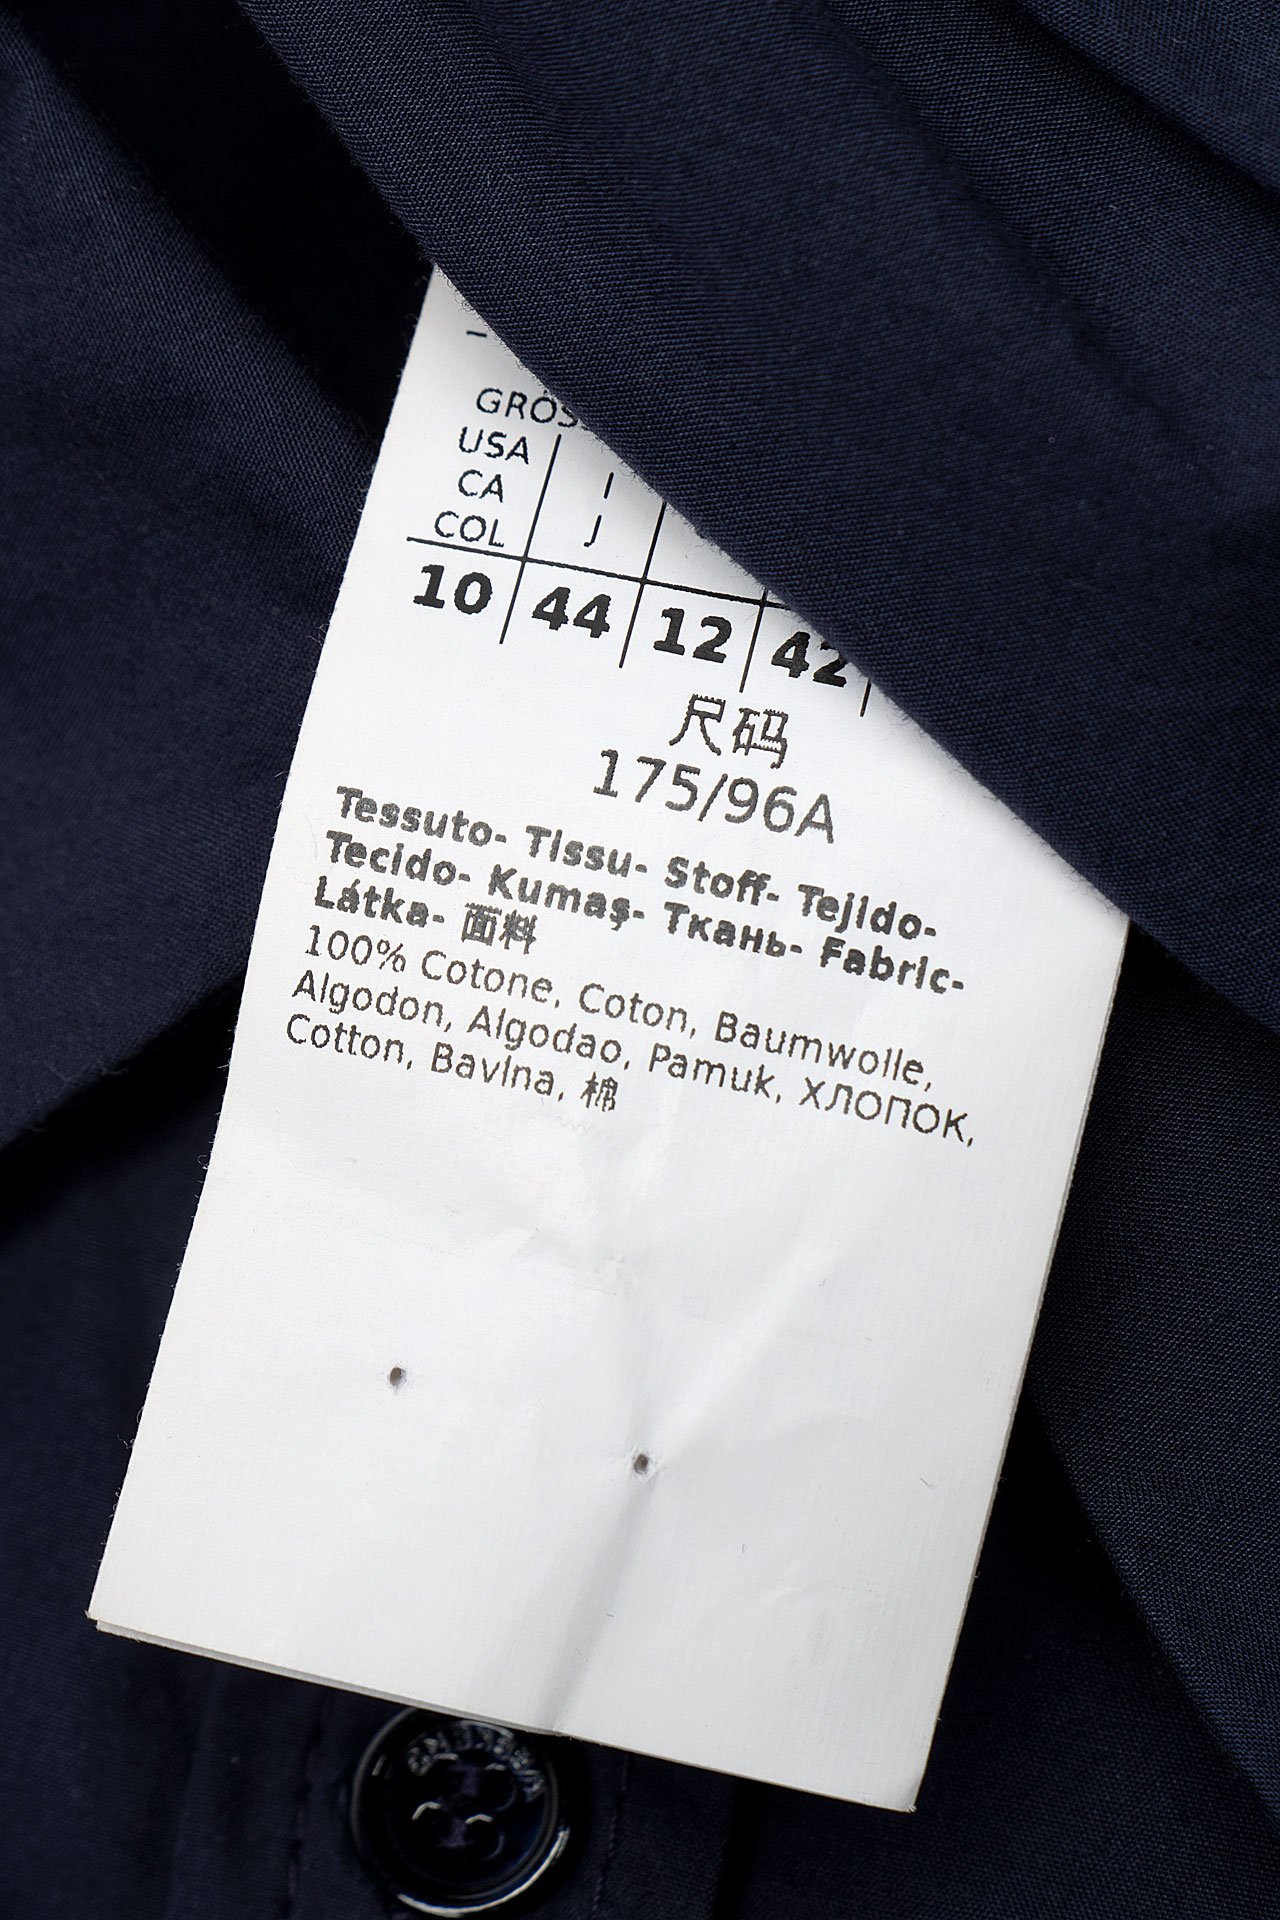 USA
CA I
COL J
10 44 12 42
尺码
175/96A
Tessuto- Tissu- Stoff- Tejido-
Tecido- Kumaş- Ткань- Fabric-
Látka- 面料
100% Cotone, Coton, Baumwolle,
Algodon, Algodao, Pamuk, ХЛОПОК,
Cotton, Bavlna, 棉